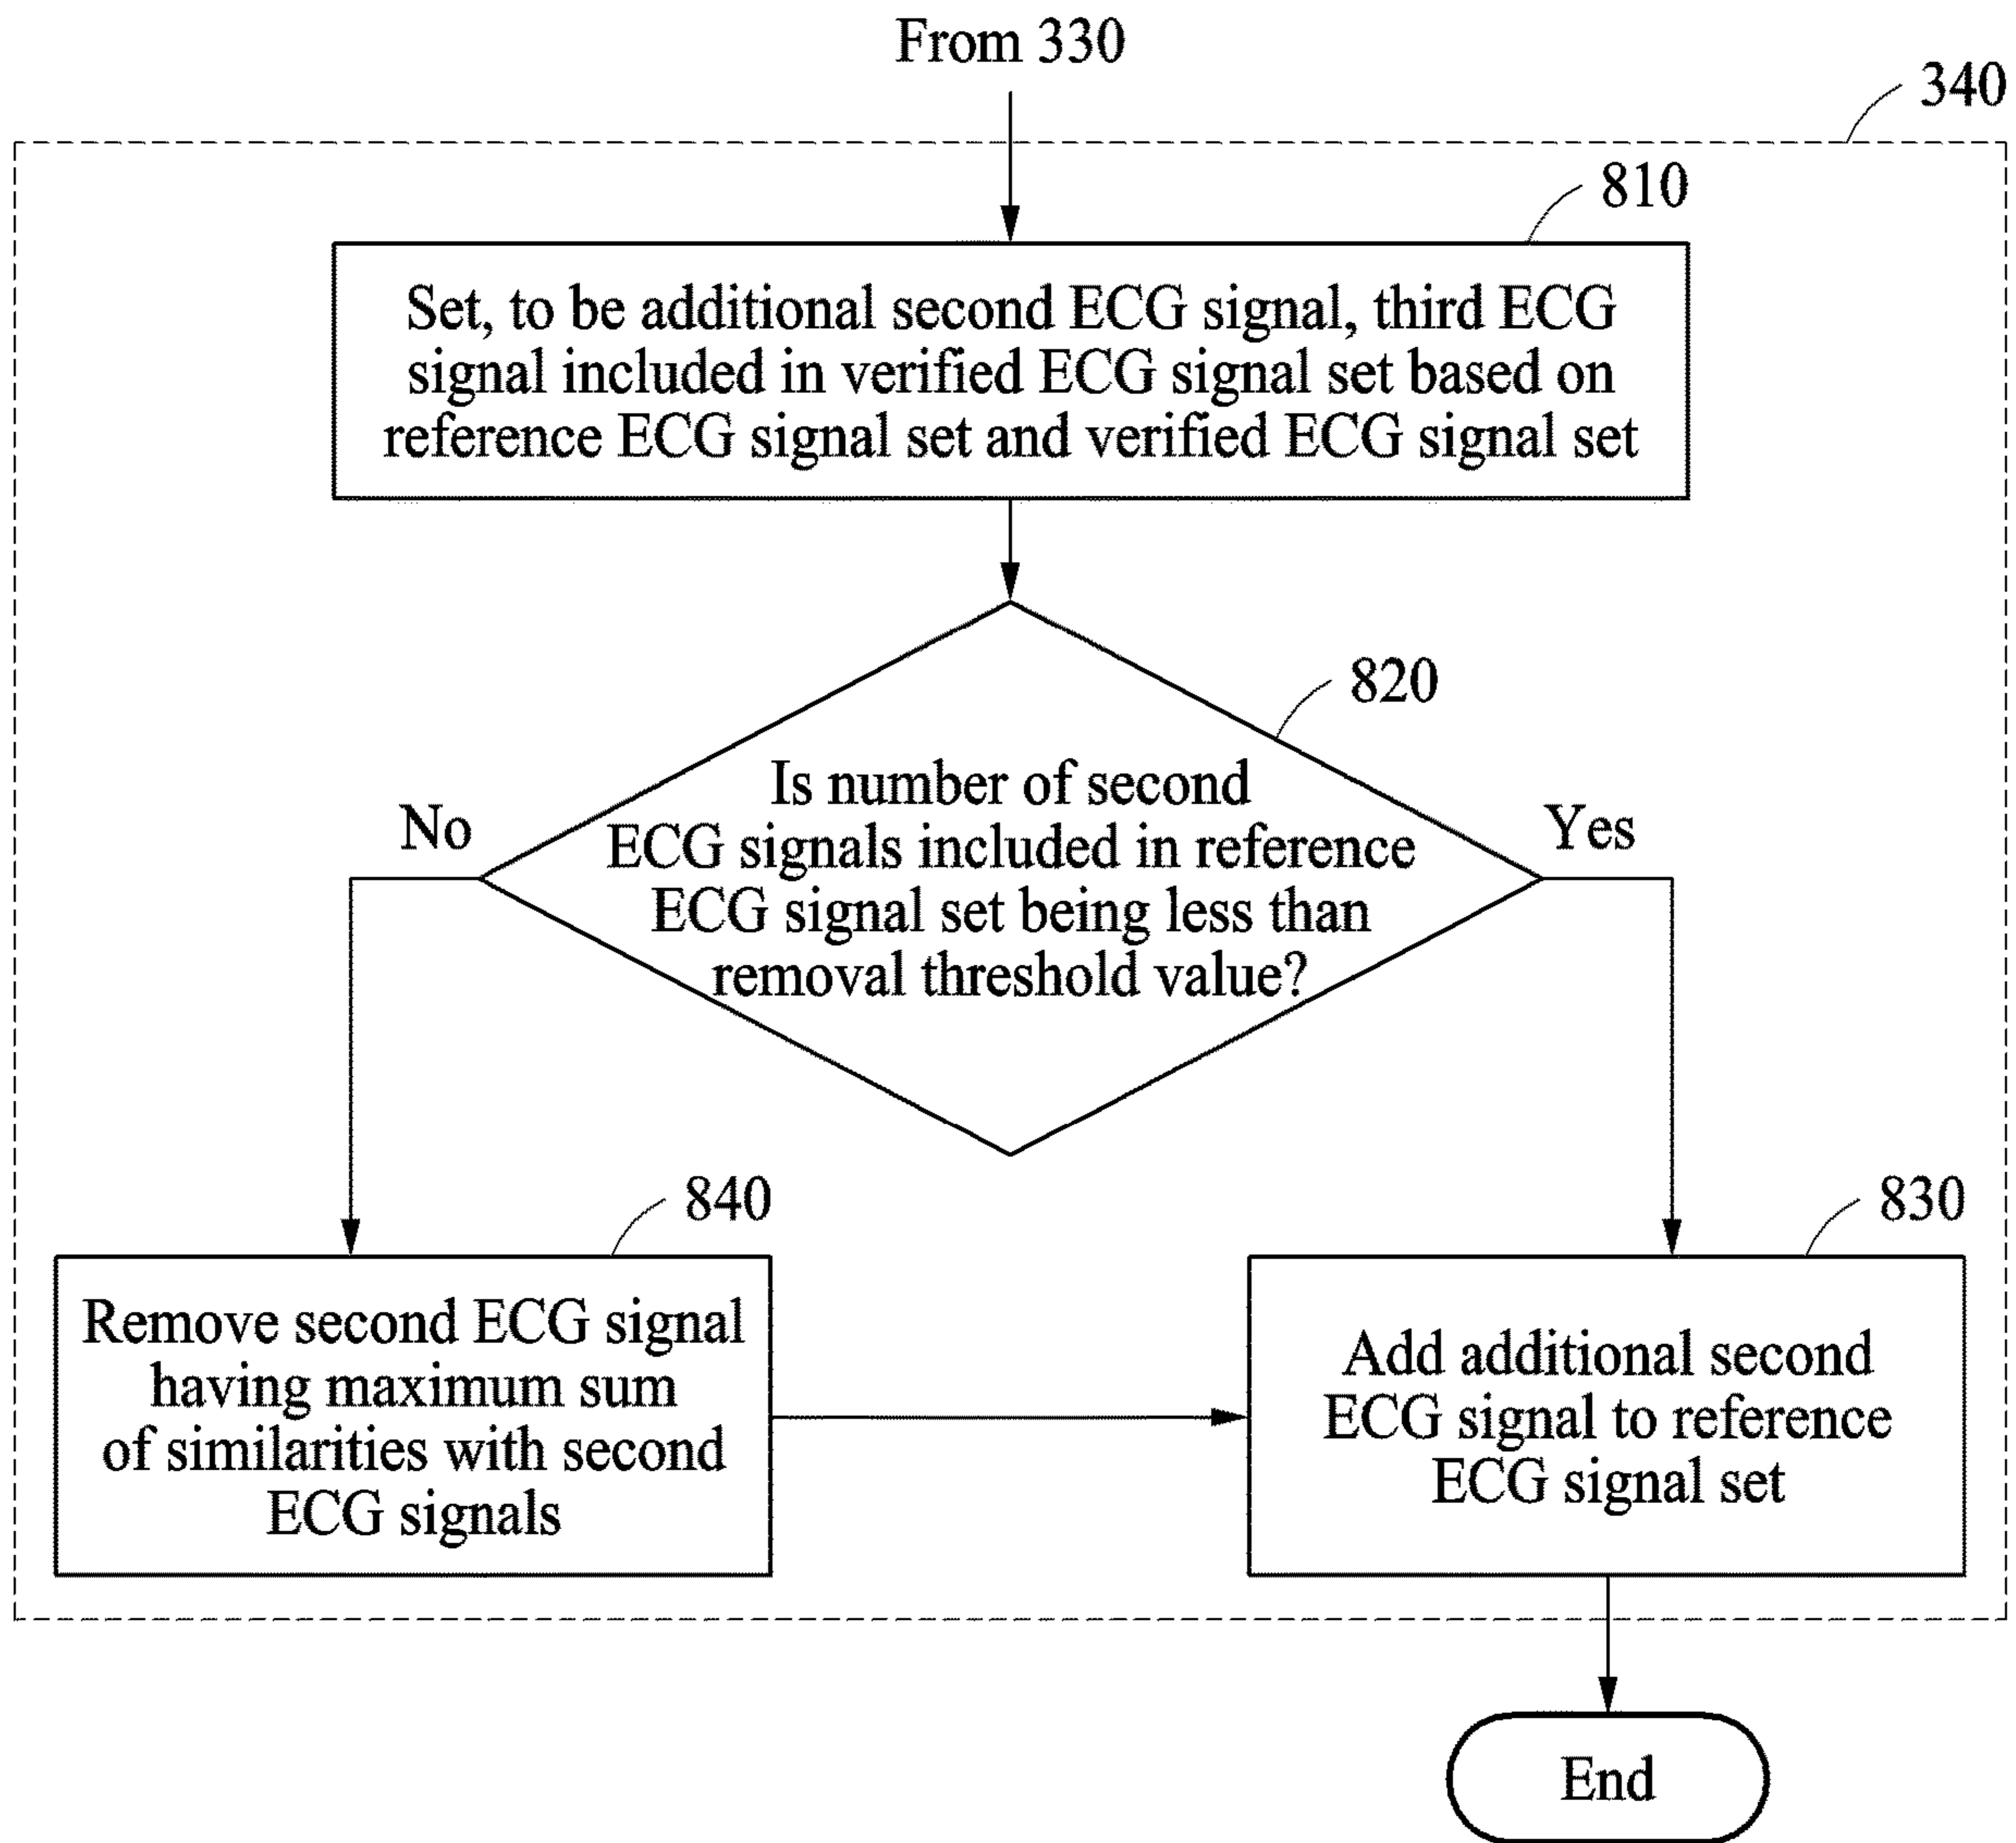 From 330
340
810
Set, to be additional second ECG signal, third ECG
signal included in verified ECG signal set based on
reference ECG signal set and verified ECG signal set
820
Is number of second
ECG signals included in reference
ECG signal set being less than
removal threshold value?
No
Yes
840
Remove second ECG signal
having maximum sum
of similarities with second
ECG signals
830
Add additional second
ECG signal to reference
ECG signal set
End